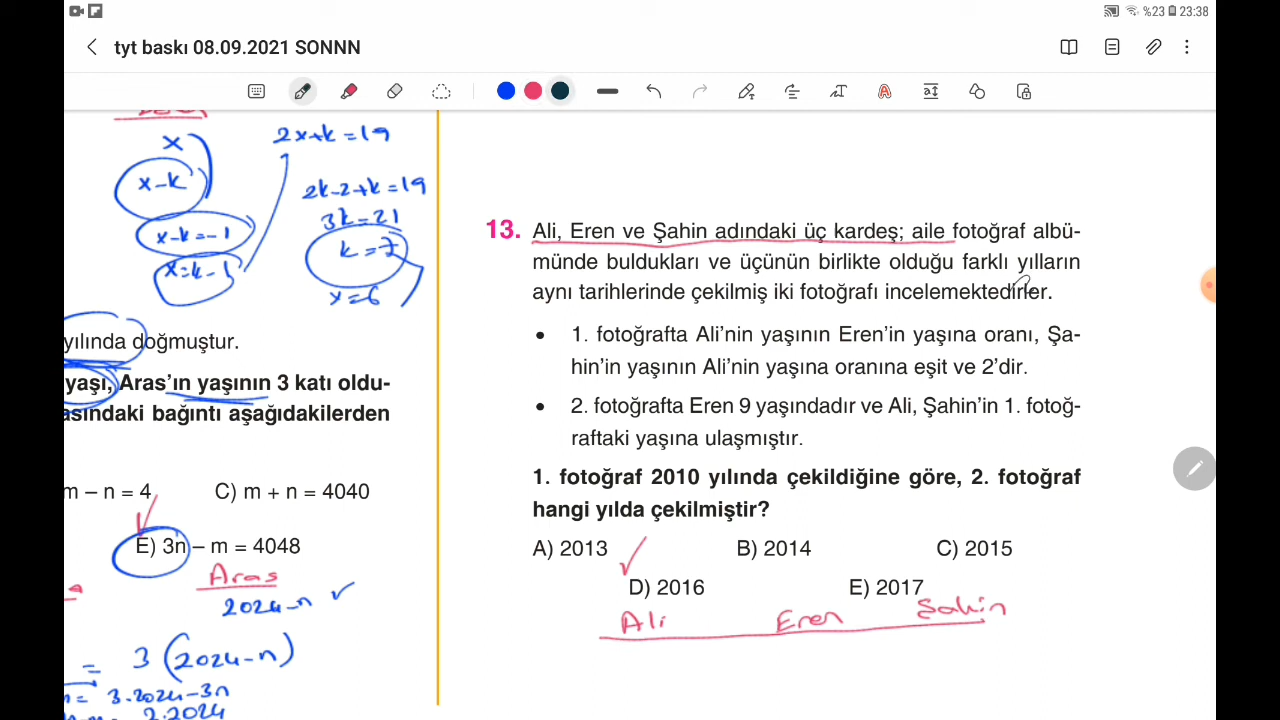 %23 23:38
tyt baskı 08.09.2021 SONNN
x
x-k
x-k=-1
x=k-1
2x+k=19
2k-2+k=19
3k=21
k=7
x=6
yılında doğmuştur.
yaşı, Aras'ın yaşının 3 katı oldu-
asındaki bağıntı aşağıdakilerden
m – n = 4 C) m + n = 4040
E) 3n – m = 4048
Aras
2024-n
= 3(2024-n)
= 3.2024-3n
2.2024
13. Ali, Eren ve Şahin adındaki üç kardeş; aile fotoğraf albü-
münde buldukları ve üçünün birlikte olduğu farklı yılların
aynı tarihlerinde çekilmiş iki fotoğrafı incelemektedirler.
• 1. fotoğrafta Ali'nin yaşının Eren'in yaşına oranı, Şa-
hin'in yaşının Ali'nin yaşına oranına eşit ve 2'dir.
• 2. fotoğrafta Eren 9 yaşındadır ve Ali, Şahin'in 1. fotoğ-
raftaki yaşına ulaşmıştır.
1. fotoğraf 2010 yılında çekildiğine göre, 2. fotoğraf
hangi yılda çekilmiştir?
A) 2013 B) 2014 C) 2015
D) 2016 E) 2017
Ali Eren Şahin